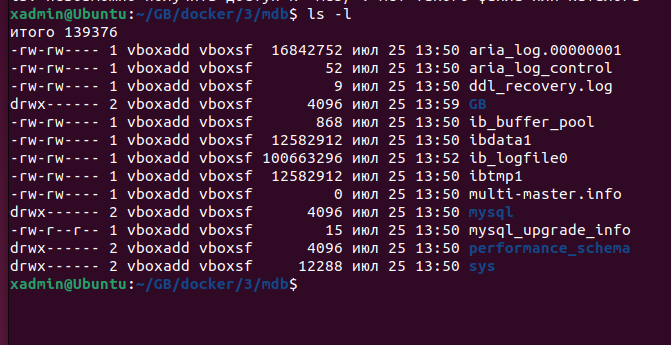 xadmin@Ubuntu:~/GB/docker/3/mdb$ ls -l
итого 139376
-rw-rw---- 1 vboxadd vboxsf  16842752 июл 25 13:50 aria_log.00000001
-rw-rw---- 1 vboxadd vboxsf        52 июл 25 13:50 aria_log_control
-rw-rw---- 1 vboxadd vboxsf         9 июл 25 13:50 ddl_recovery.log
drwx------ 2 vboxadd vboxsf      4096 июл 25 13:59 GB
-rw-rw---- 1 vboxadd vboxsf       868 июл 25 13:50 ib_buffer_pool
-rw-rw---- 1 vboxadd vboxsf  12582912 июл 25 13:50 ibdata1
-rw-rw---- 1 vboxadd vboxsf 100663296 июл 25 13:52 ib_logfile0
-rw-rw---- 1 vboxadd vboxsf  12582912 июл 25 13:50 ibtmp1
-rw-rw---- 1 vboxadd vboxsf         0 июл 25 13:50 multi-master.info
drwx------ 2 vboxadd vboxsf      4096 июл 25 13:50 mysql
-rw-r--r-- 1 vboxadd vboxsf        15 июл 25 13:50 mysql_upgrade_info
drwx------ 2 vboxadd vboxsf      4096 июл 25 13:50 performance_schema
drwx------ 2 vboxadd vboxsf     12288 июл 25 13:50 sys
xadmin@Ubuntu:~/GB/docker/3/mdb$